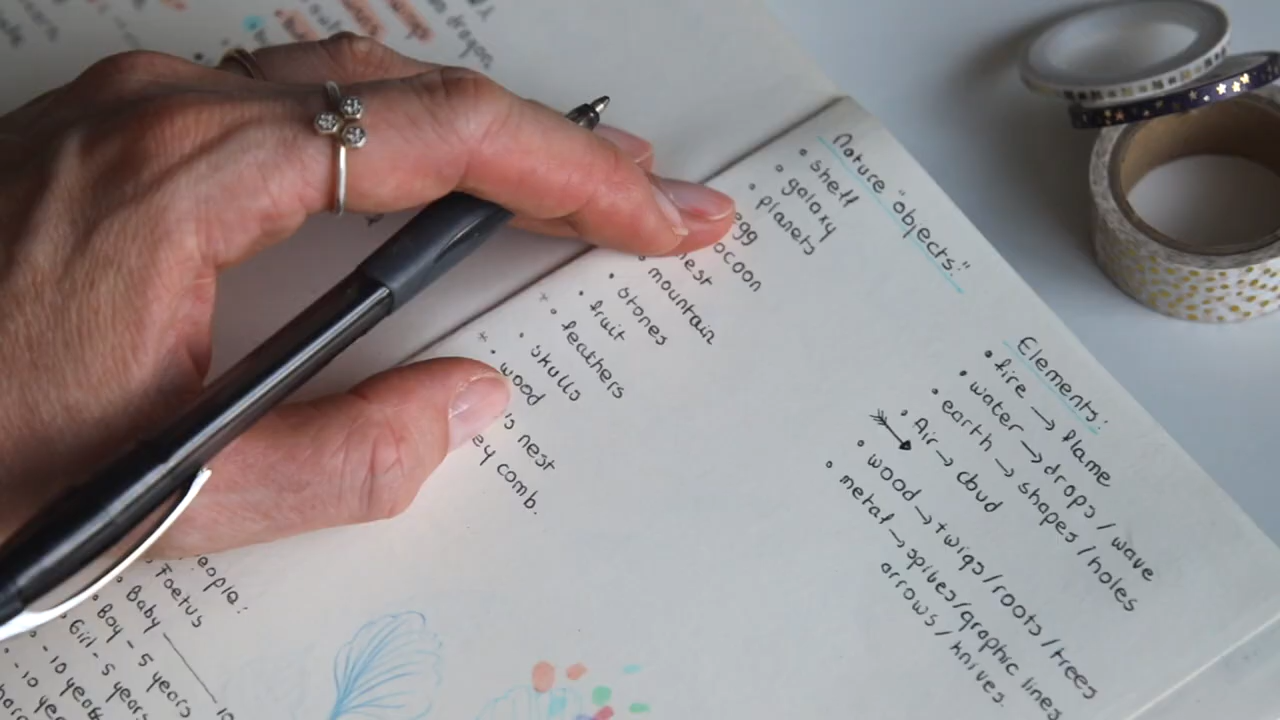 Nature "objects:"
• shell
• galaxy
• planets
egg
ocoon
nest
• mountain
• stones
• fruit
* • feathers
• skulls
* • wood
's nest
ey comb.
Elements:
• fire → flame
• water → drops / wave
• earth → shapes / holes
• Air → cloud
• wood → twigs / roots / trees
• metal → spikes / graphic lines
arrows / knives.
eople:
• Foetus
• Baby
• Boy - 5 years
• Girl - 5 years
- 10 years
- 10 yea
dragon